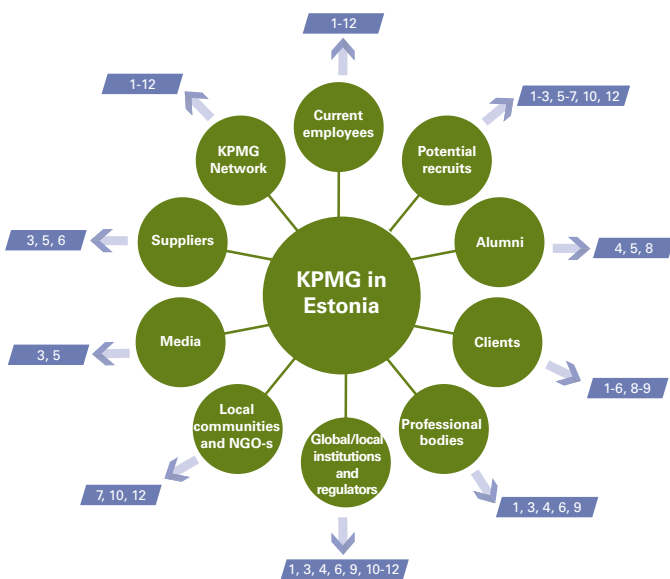 1-12
Current
employees
1-12
KPMG
Network
Potential
recruits
1-3, 5-7, 10, 12
3, 5, 6
Suppliers
Alumni
4, 5, 8
KPMG in
Estonia
3, 5
Media
Clients
1-6, 8-9
Local
communities
and NGO-s
Global/local
institutions
and
regulators
Professional
bodies
7, 10, 12
1, 3, 4, 6, 9, 10-12
1, 3, 4, 6, 9